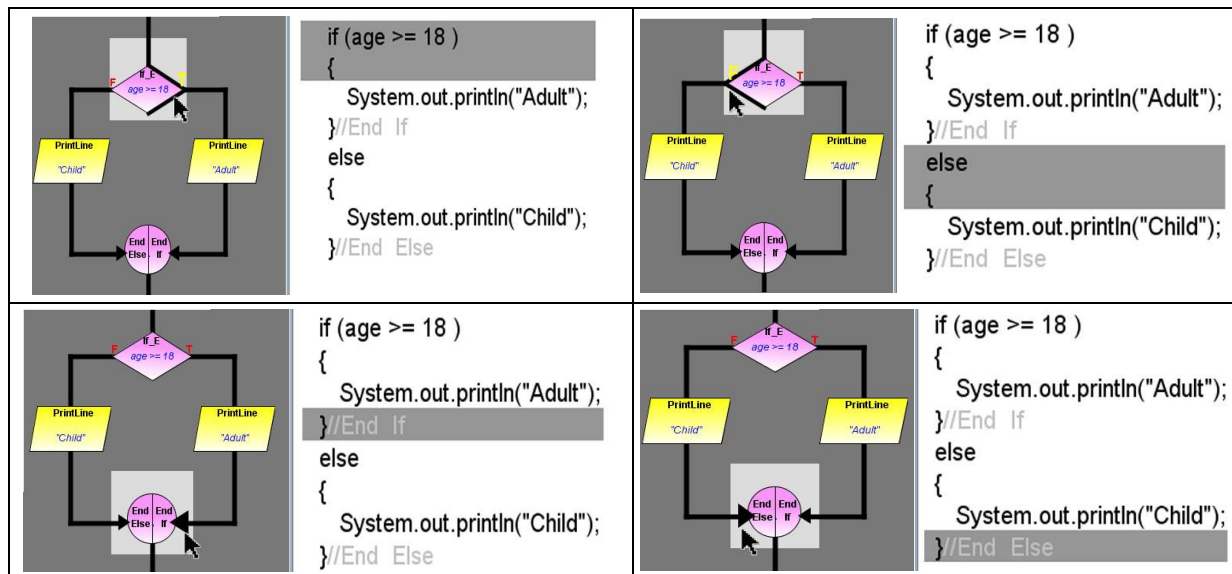 If_E
F
T
age >= 18
PrintLine
PrintLine
"Child"
"Adult"
End End
Else If
if (age >= 18 )
{
System.out.println("Adult");
}//End If
else
{
System.out.println("Child");
}//End Else
If_E
F
T
age >= 18
PrintLine
PrintLine
"Child"
"Adult"
End End
Else If
if (age >= 18 )
{
System.out.println("Adult");
}//End If
else
{
System.out.println("Child");
}//End Else
If_E
F
T
age >= 18
PrintLine
PrintLine
"Child"
"Adult"
End End
Else If
if (age >= 18 )
{
System.out.println("Adult");
}//End If
else
{
System.out.println("Child");
}//End Else
If_E
F
T
age >= 18
PrintLine
PrintLine
"Child"
"Adult"
End End
Else If
if (age >= 18 )
{
System.out.println("Adult");
}//End If
else
{
System.out.println("Child");
}//End Else